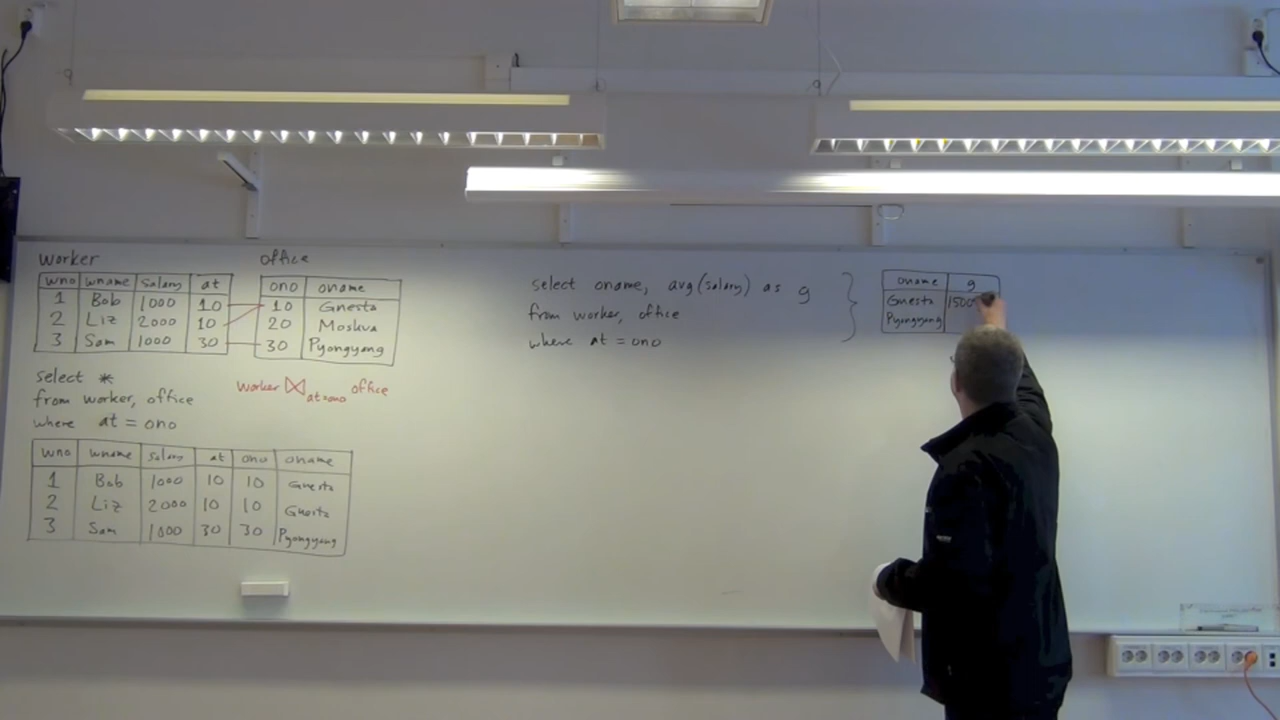 worker
wno wname salary at
1 Bob 1000 10
2 Liz 2000 10
3 Sam 1000 30
office
ono oname
10 Gnesta
20 Moskva
30 Pyongyang
select *
from worker, office
where at = ono
worker ⋈ at=ono office
wno wname salary at ono oname
1 Bob 1000 10 10 Gnesta
2 Liz 2000 10 10 Gnesta
3 Sam 1000 30 30 Pyongyang
select oname, avg(salary) as g
from worker, office
where at = ono
oname g
Gnesta 1500
Pyongyang